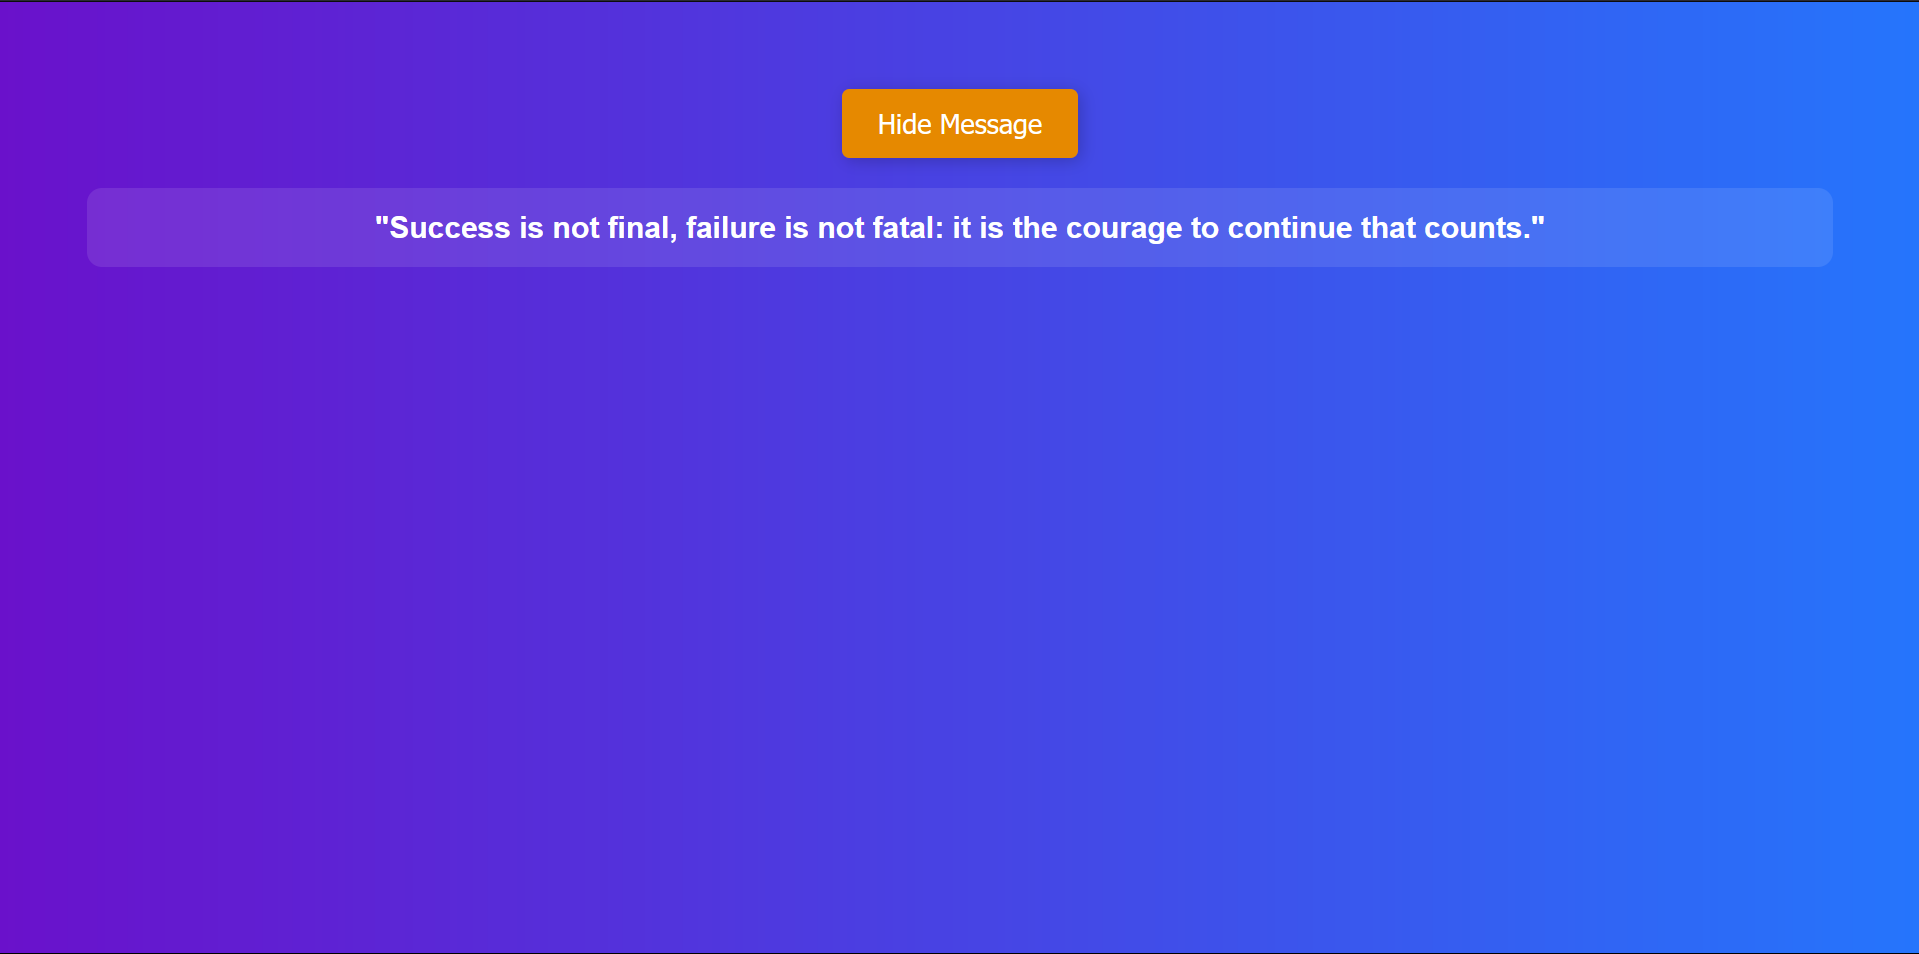 Hide Message
"Success is not final, failure is not fatal: it is the courage to continue that counts."